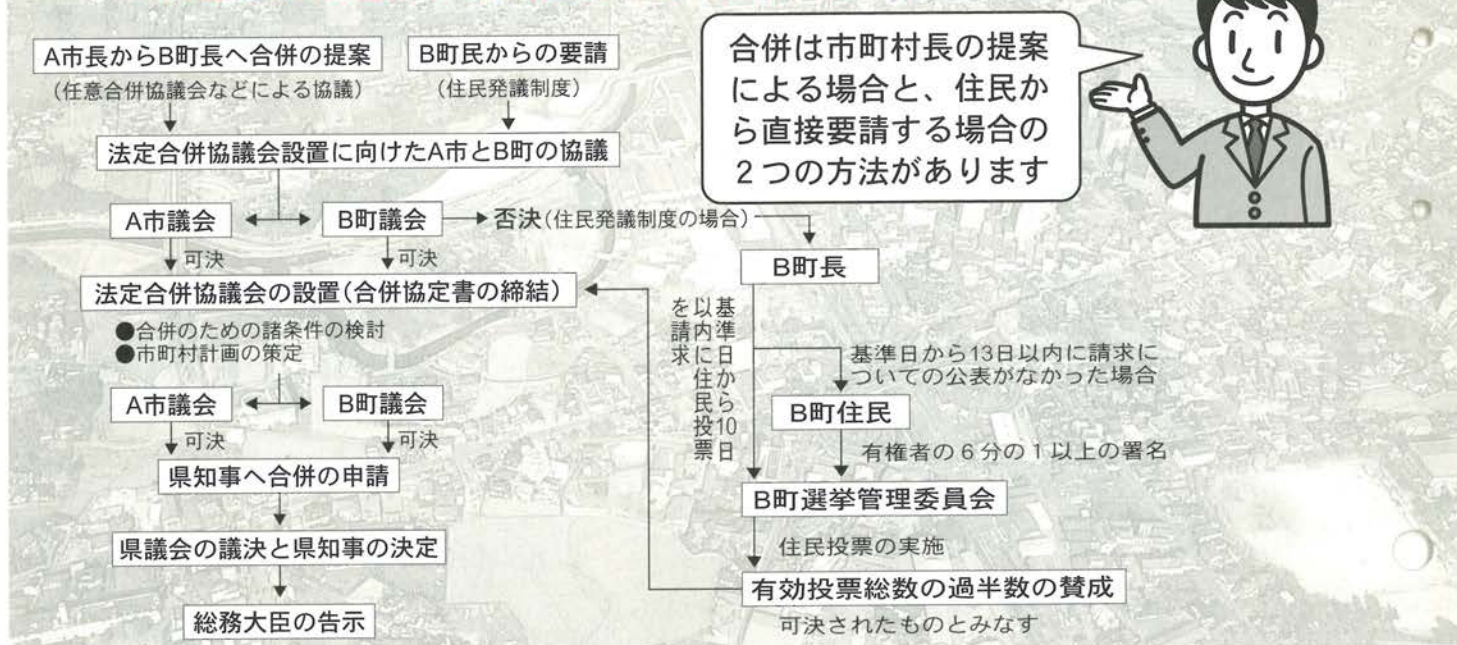 A市長からB町長へ合併の提案
(任意合併協議会などによる協議)
B町民からの要請
(住民発議制度)
合併は市町村長の提案
による場合と、住民か
ら直接要請する場合の
2つの方法があります
法定合併協議会設置に向けたA市とB町の協議
A市議会
B町議会
否決(住民発議制度の場合)
可決
可決
B町長
法定合併協議会の設置(合併協定書の締結)
●合併のための諸条件の検討
●市町村計画の策定
基準日から10日
以内に住民投票
を請求
基準日から13日以内に請求に
ついての公表がなかった場合
A市議会
B町議会
B町住民
可決
可決
有権者の6分の1以上の署名
県知事へ合併の申請
B町選挙管理委員会
県議会の議決と県知事の決定
住民投票の実施
有効投票総数の過半数の賛成
総務大臣の告示
可決されたものとみなす